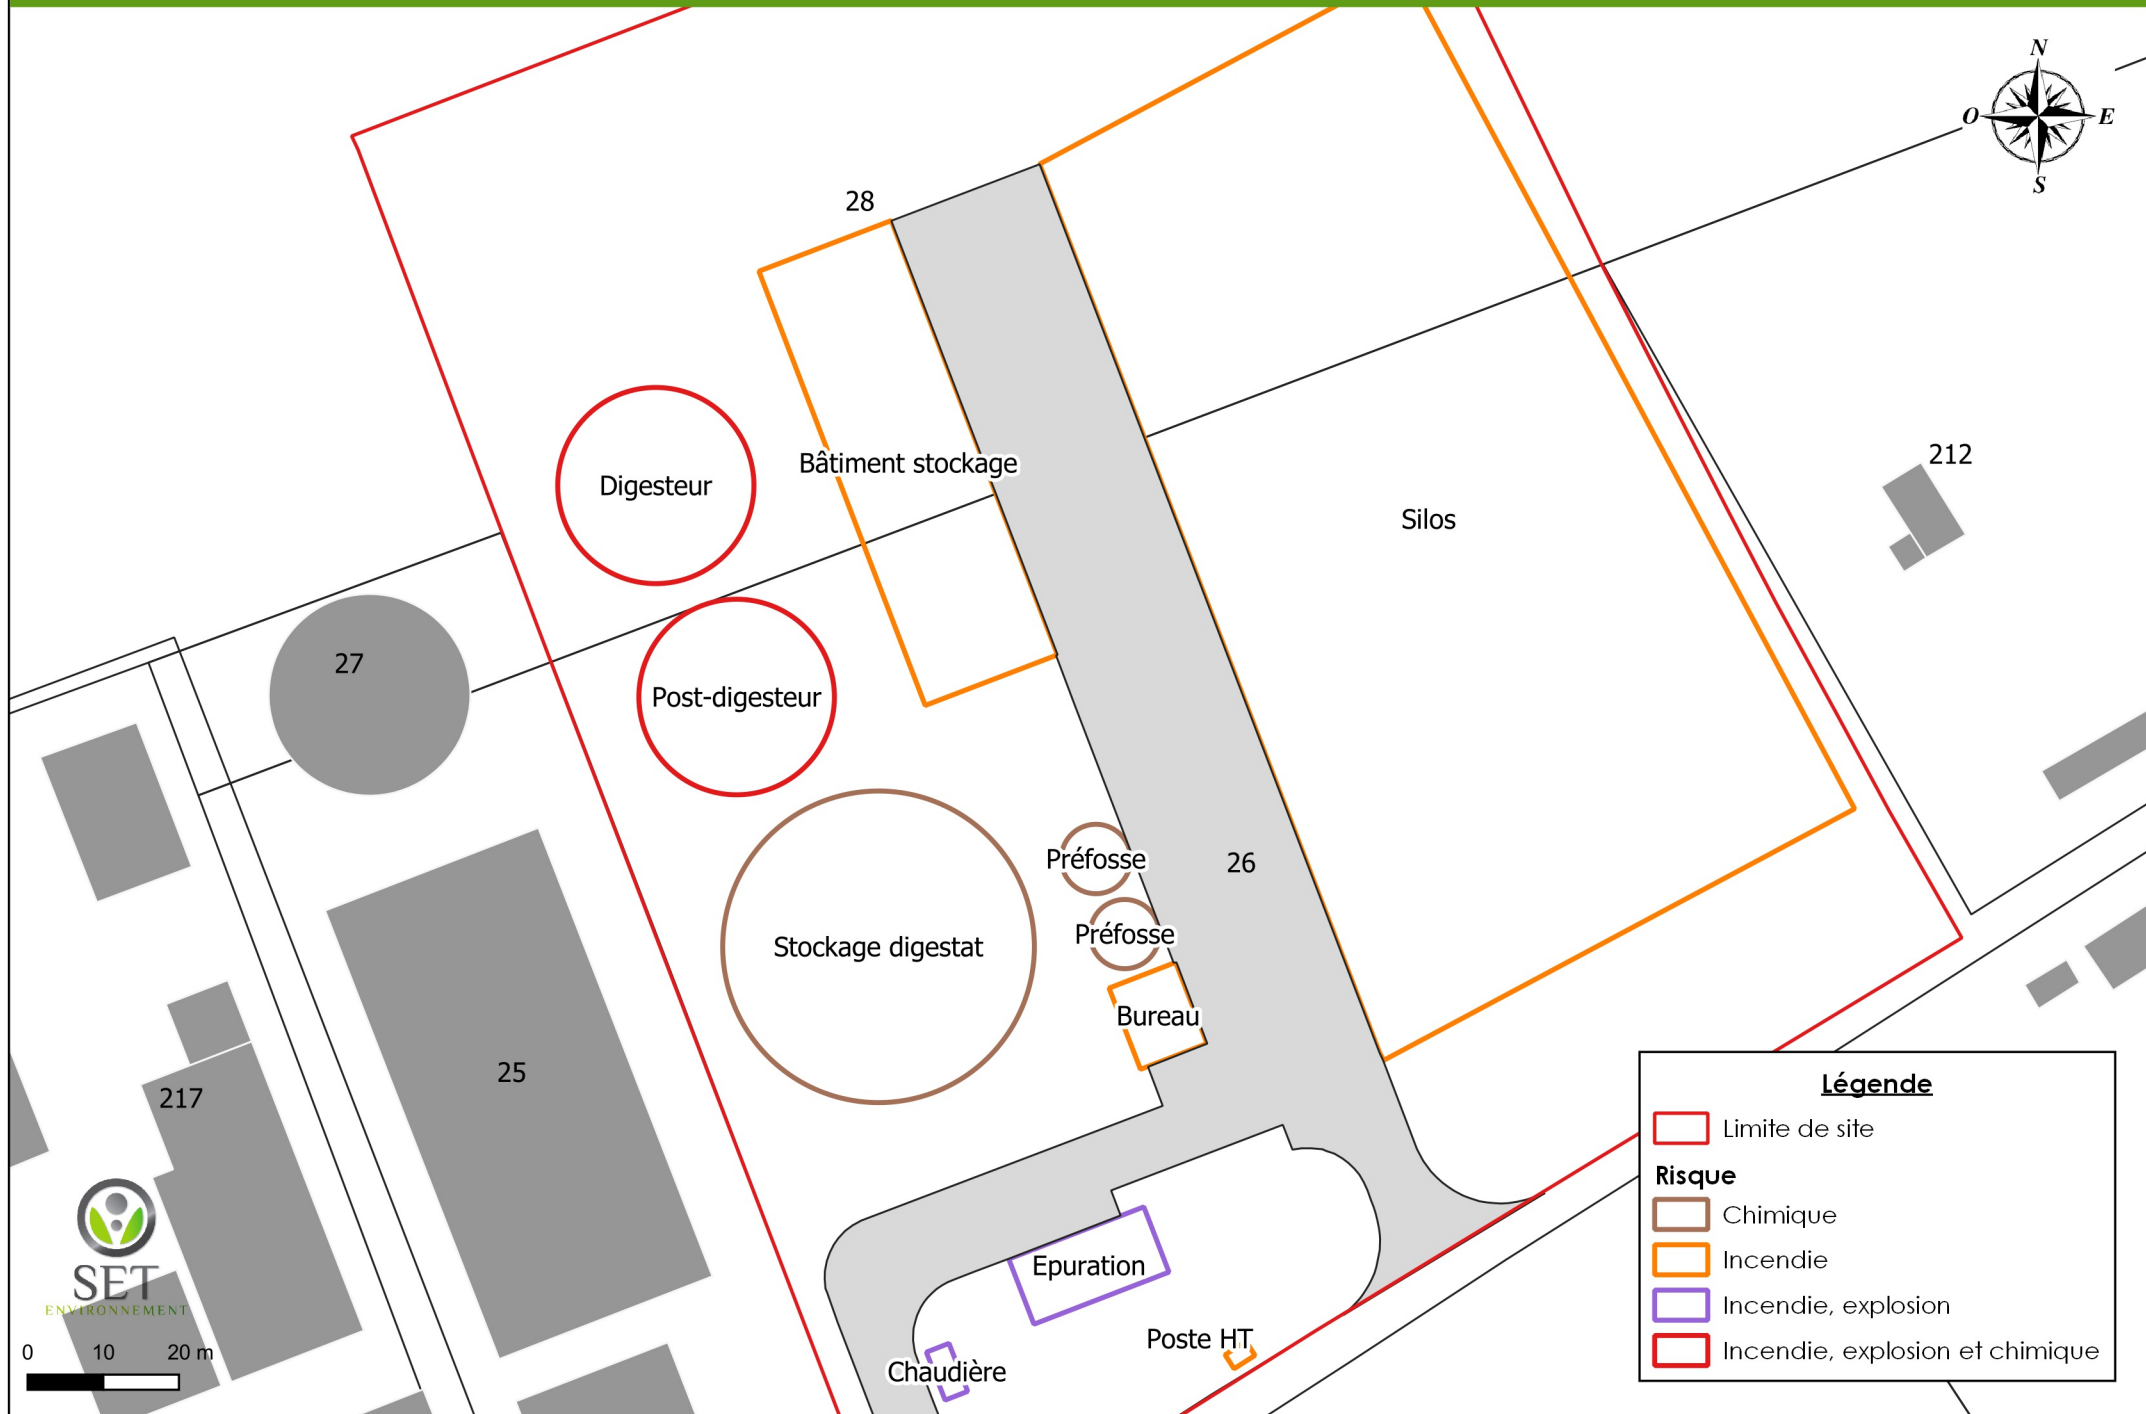 N
O
E
S
28
212
Bâtiment stockage
Digesteur
Silos
27
Post-digesteur
Préfosse
26
Préfosse
Stockage digestat
Bureau
25
217
Epuration
Poste HT
Chaudière
SET
ENVIRONNEMENT
0 10 20 m
Légende
Limite de site
Risque
Chimique
Incendie
Incendie, explosion
Incendie, explosion et chimique